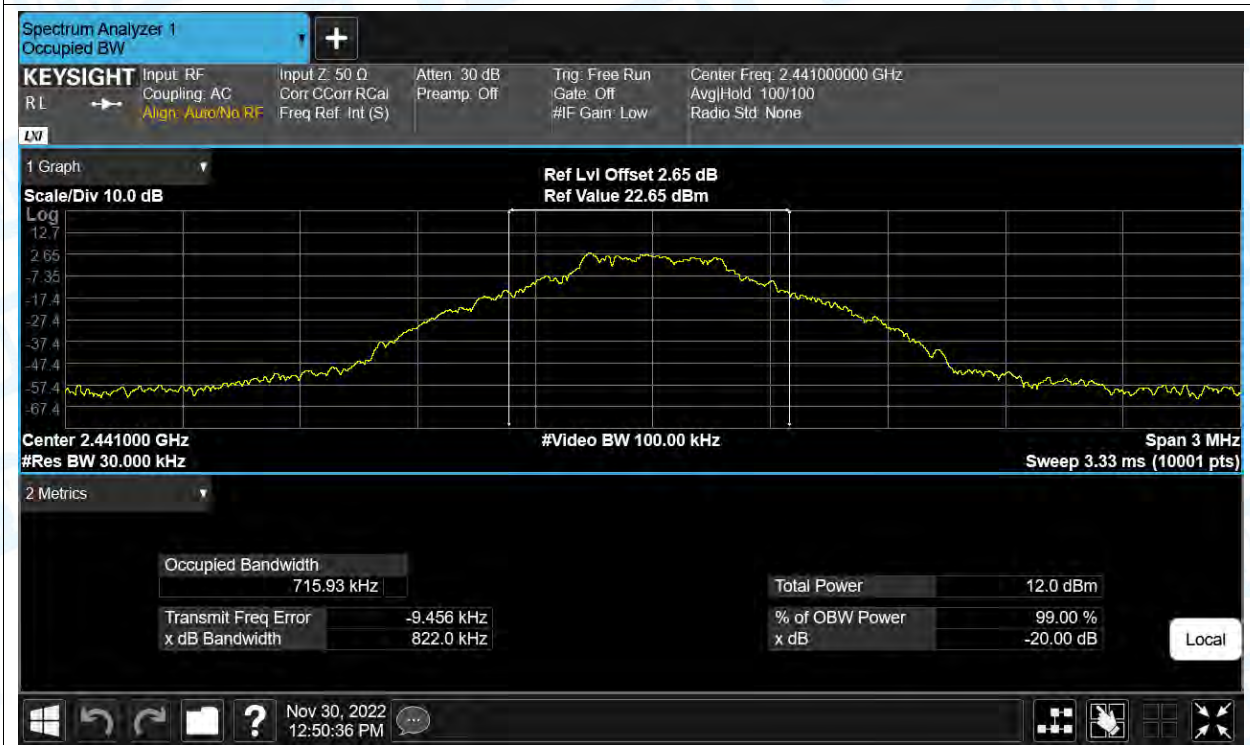 Spectrum Analyzer 1
Occupied BW
+
KEYSIGHT Input: RF Input Z: 50 Ω Atten: 30 dB Trig: Free Run Center Freq: 2.441000000 GHz
RL Coupling: AC Corr CCorr RCal Preamp: Off Gate: Off Avg|Hold: 100/100
Align: Auto/No RF Freq Ref: Int (S) #IF Gain: Low Radio Std: None
LXI
1 Graph
Ref Lvl Offset 2.65 dB
Scale/Div 10.0 dB Ref Value 22.65 dBm
Log
12.7
2.65
-7.35
-17.4
-27.4
-37.4
-47.4
-57.4
-67.4
Center 2.441000 GHz #Video BW 100.00 kHz Span 3 MHz
#Res BW 30.000 kHz Sweep 3.33 ms (10001 pts)
2 Metrics
Occupied Bandwidth
715.93 kHz Total Power 12.0 dBm
Transmit Freq Error -9.456 kHz % of OBW Power 99.00 %
x dB Bandwidth 822.0 kHz x dB -20.00 dB
Local
? Nov 30, 2022
12:50:36 PM